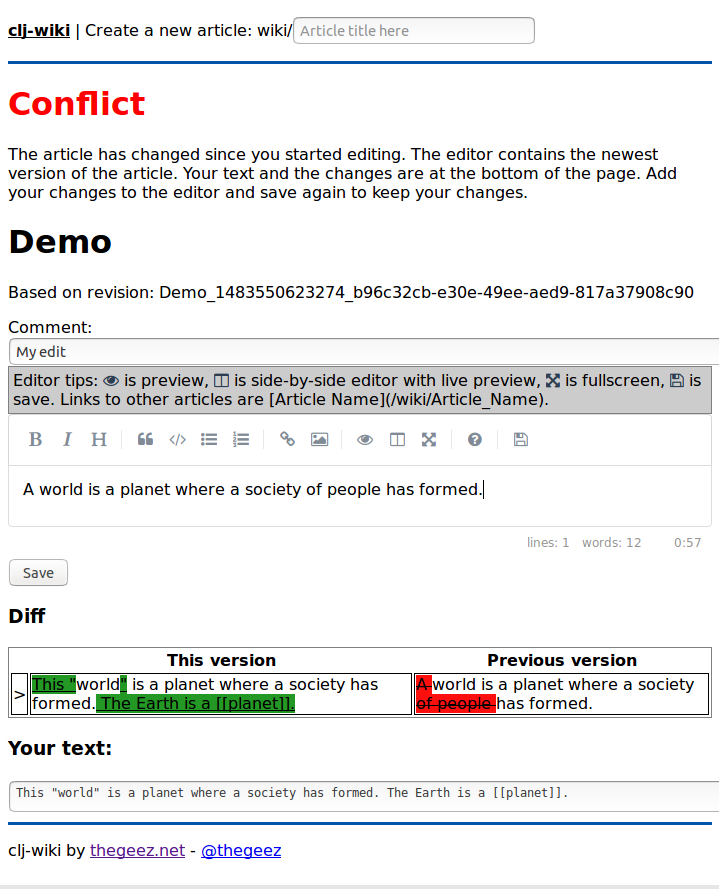 clj-wiki | Create a new article: wiki/ Article title here
Conflict
The article has changed since you started editing. The editor contains the newest
version of the article. Your text and the changes are at the bottom of the page. Add
your changes to the editor and save again to keep your changes.
Demo
Based on revision: Demo_1483550623274_b96c32cb-e30e-49ee-aed9-817a37908c90
Comment:
My edit
Editor tips: is preview, is side-by-side editor with live preview, is fullscreen, is
save. Links to other articles are [Article Name](/wiki/Article_Name).
B I H
A world is a planet where a society of people has formed.
lines: 1 words: 12 0:57
Save
Diff
This version Previous version
> This "world" is a planet where a society has
formed. The Earth is a [[planet]].
A world is a planet where a society
of people has formed.
Your text:
This "world" is a planet where a society has formed. The Earth is a [[planet]].
clj-wiki by thegeez.net - @thegeez